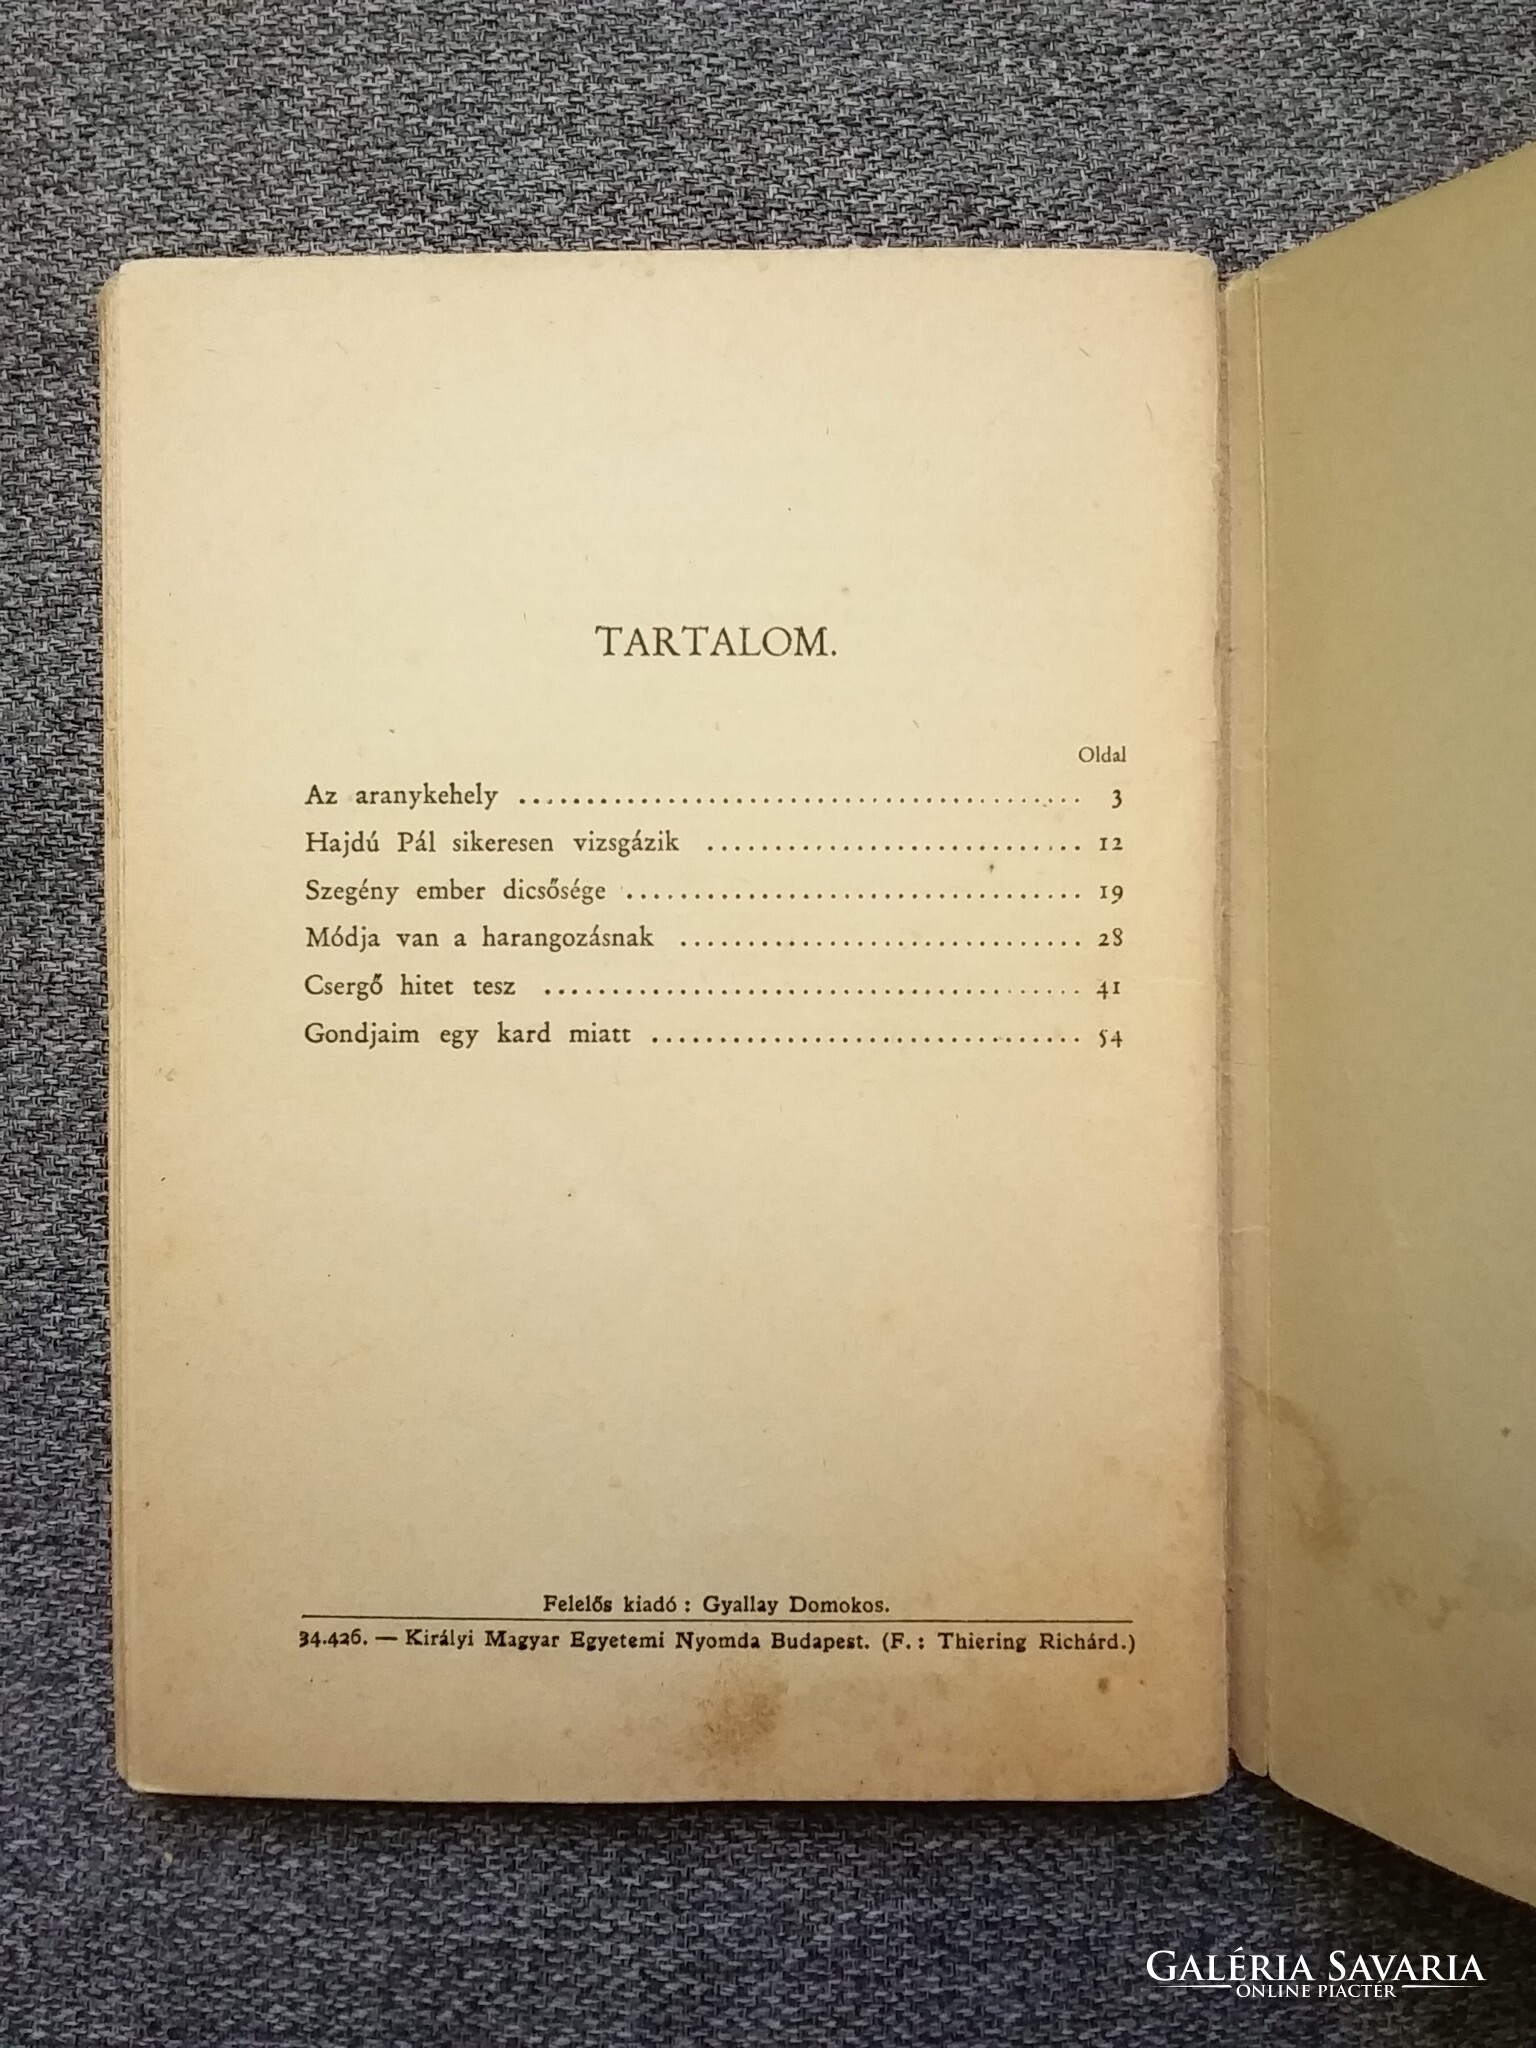 TARTALOM.
Oldal
Az aranykehely ........................................ 3
Hajdú Pál sikeresen vizsgázik ............................ 12
Szegény ember dicsősége .................................. 19
Módja van a harangozásnak .............................. 28
Csergő hitet tesz ........................................ 41
Gondjaim egy kard miatt ................................ 54
Felelős kiadó : Gyallay Domokos.
34.426. — Királyi Magyar Egyetemi Nyomda Budapest. (F. : Thiering Richárd.)
GALÉRIA SAVARIA
ONLINE PIACTÉR